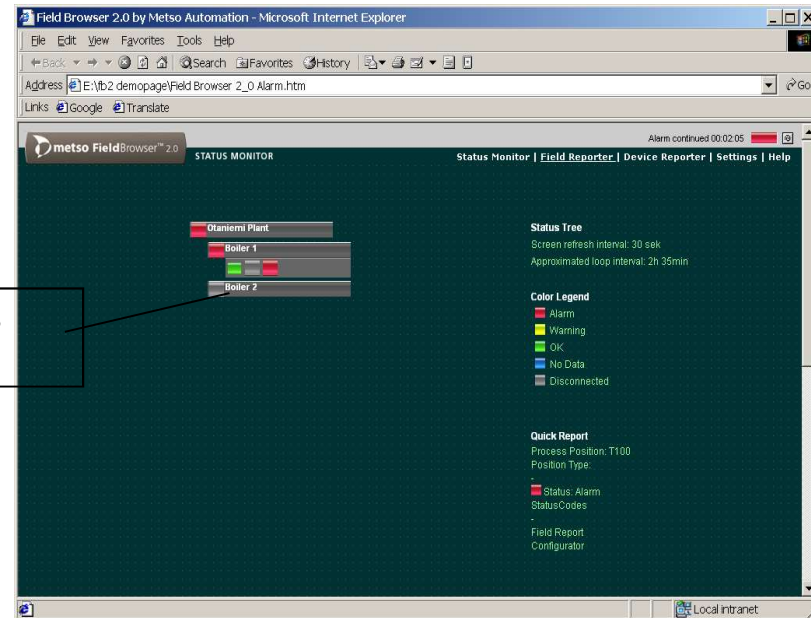 Field Browser 2.0 by Metso Automation - Microsoft Internet Explorer
File Edit View Favorites Tools Help
Back Search Favorites History
Address E:\fb2 demopage\Field Browser 2_0 Alarm.htm Go
Links Google Translate
Alarm continued 00:02:05
metso FieldBrowser™ 2.0
STATUS MONITOR
Status Monitor | Field Reporter | Device Reporter | Settings | Help
Otaniemi Plant
Boiler 1
Boiler 2
Status Tree
Screen refresh interval: 30 sek
Approximated loop interval: 2h 35min
Color Legend
Alarm
Warning
OK
No Data
Disconnected
Quick Report
Process Position: T100
Position Type:
-
Status: Alarm
StatusCodes
-
Field Report
Configurator
Local intranet